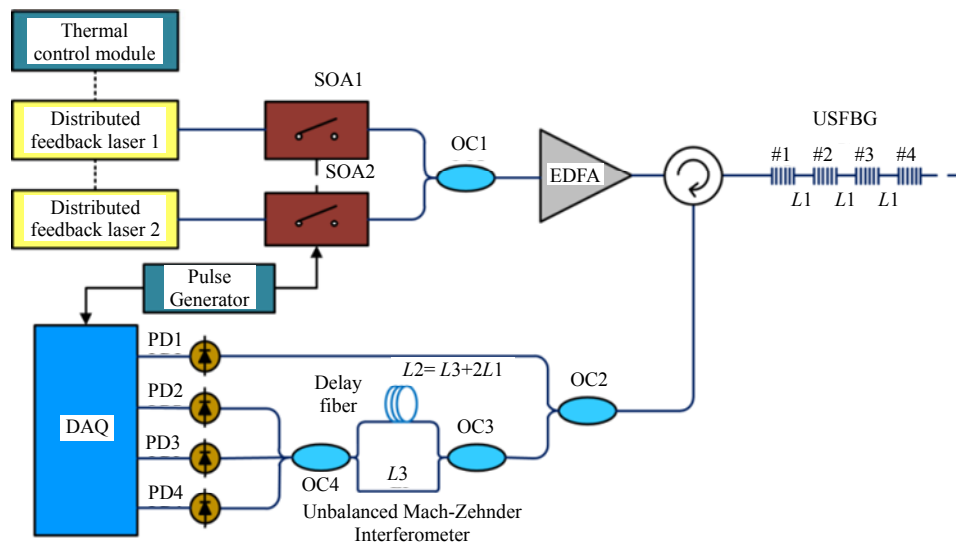 Thermal
control module
SOA1
Distributed
feedback laser 1
OC1
USFBG
EDFA
#1 #2 #3 #4
SOA2
L1 L1 L1
Distributed
feedback laser 2
Pulse
Generator
PD1
L2= L3+2L1
Delay
fiber
OC2
PD2
DAQ
OC3
PD3
L3
OC4
PD4
Unbalanced Mach-Zehnder
Interferometer